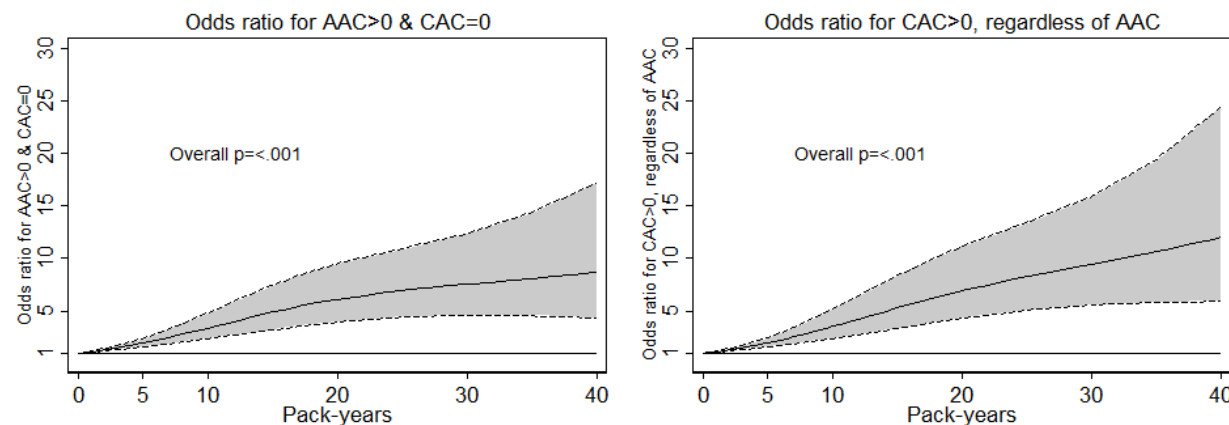 Odds ratio for AAC>0 & CAC=0
Odds ratio for AAC>0 & CAC=0
30
25
20
15
10
5
1
Overall p=<.001
0 5 10 20 30 40
Pack-years
Odds ratio for CAC>0, regardless of AAC
Odds ratio for CAC>0, regardless of AAC
30
25
20
15
10
5
1
Overall p=<.001
0 5 10 20 30 40
Pack-years